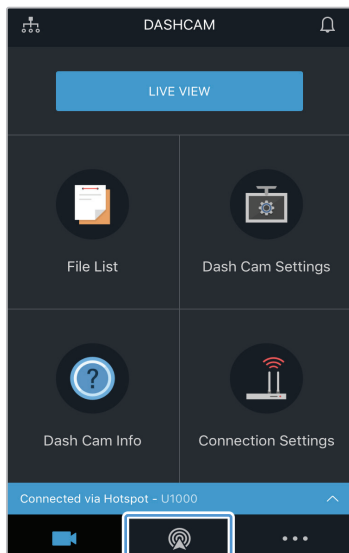 DASHCAM
LIVE VIEW
File List
Dash Cam Settings
?
Dash Cam Info
Connection Settings
Connected via Hotspot - U1000